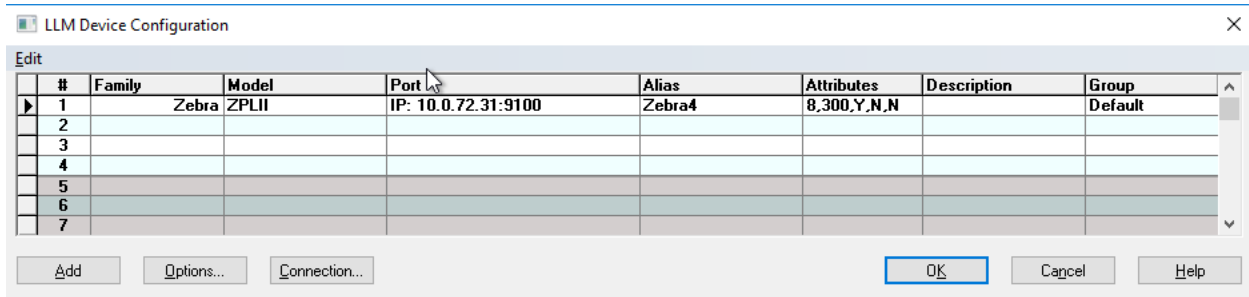 LLM Device Configuration
Edit
# Family Model Port Alias Attributes Description Group
1 Zebra ZPLII IP: 10.0.72.31:9100 Zebra4 8,300,Y,N,N Default
2
3
4
5
6
7
Add Options... Connection... OK Cancel Help